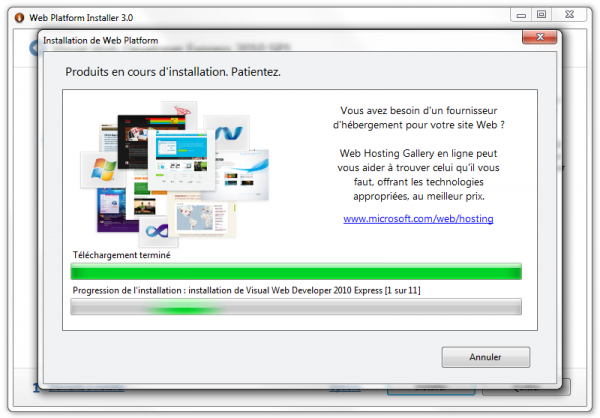 Web Platform Installer 3.0
Installation de Web Platform
Produits en cours d'installation. Patientez.
Vous avez besoin d'un fournisseur
d'hébergement pour votre site Web ?
Web Hosting Gallery en ligne peut
vous aider à trouver celui qu'il vous
faut, offrant les technologies
appropriées, au meilleur prix.
www.microsoft.com/web/hosting
Téléchargement terminé
Progression de l'installation : installation de Visual Web Developer 2010 Express [1 sur 11]
Annuler